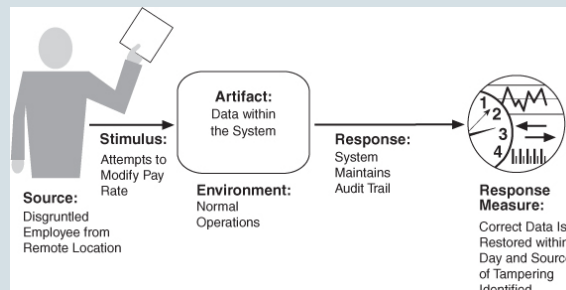 Artifact:
Data within
the System
Stimulus:
Attempts to
Modify Pay
Rate
Response:
System
Maintains
Audit Trail
1
2
3
4
Source:
Disgruntled
Employee from
Remote Location
Environment:
Normal
Operations
Response
Measure:
Correct Data Is
Restored within
Day and Source
of Tampering
Identified